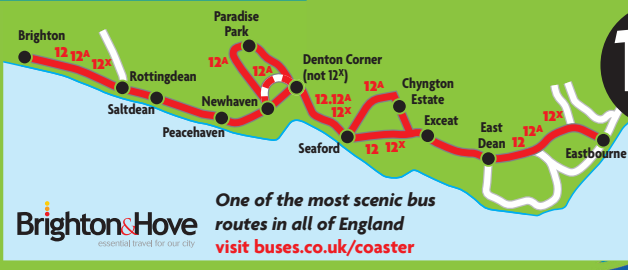 Paradise
Park
Brighton
12 12A 12X
12A
12A
Denton Corner
(not 12X)
Rottingdean
Saltdean
Newhaven
Peacehaven
12.12A
12X
12A
Chyngton
Estate
Seaford
12 12X
Exceat
East
Dean
12 12A 12X
Eastbourne
One of the most scenic bus
routes in all of England
visit buses.co.uk/coaster
Brighton&Hove
essential travel for our city